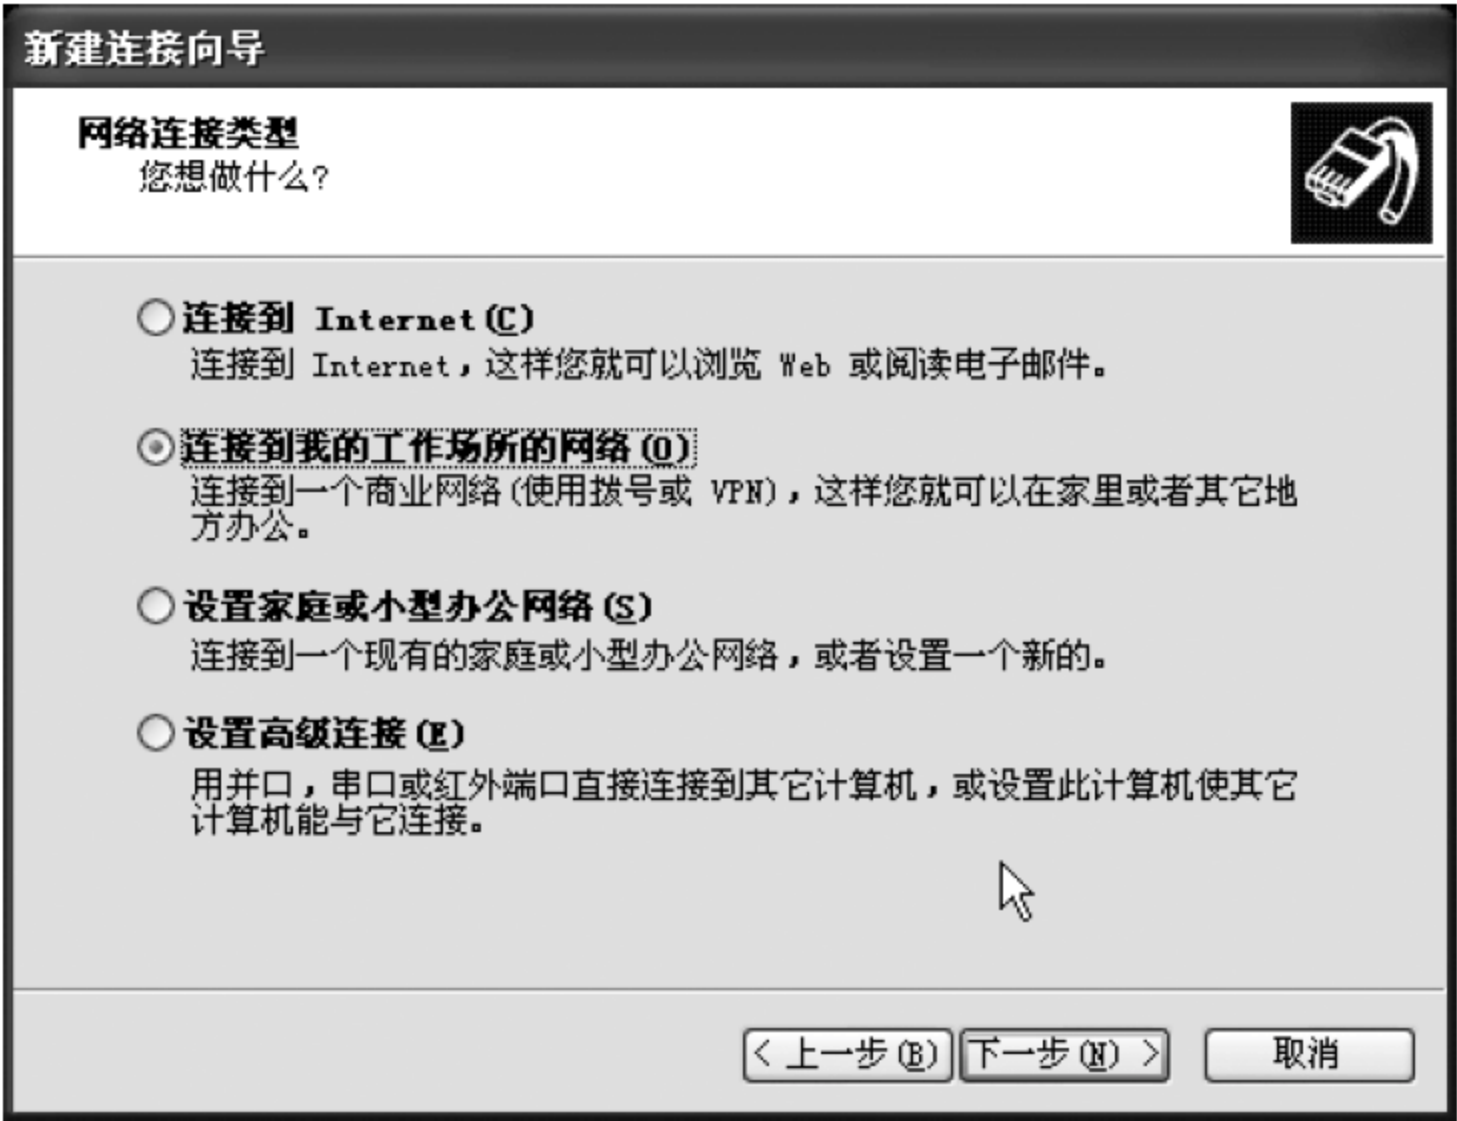 新建连接向导
网络连接类型
您想做什么?
连接到 Internet(C)
连接到 Internet，这样您就可以浏览 Web 或阅读电子邮件。
连接到我的工作场所的网络(O)
连接到一个商业网络(使用拨号或 VPN)，这样您就可以在家里或者其它地
方办公。
设置家庭或小型办公网络(S)
连接到一个现有的家庭或小型办公网络，或者设置一个新的。
设置高级连接(E)
用并口，串口或红外端口直接连接到其它计算机，或设置此计算机使其它
计算机能与它连接。
< 上一步(B) 下一步(N) > 取消